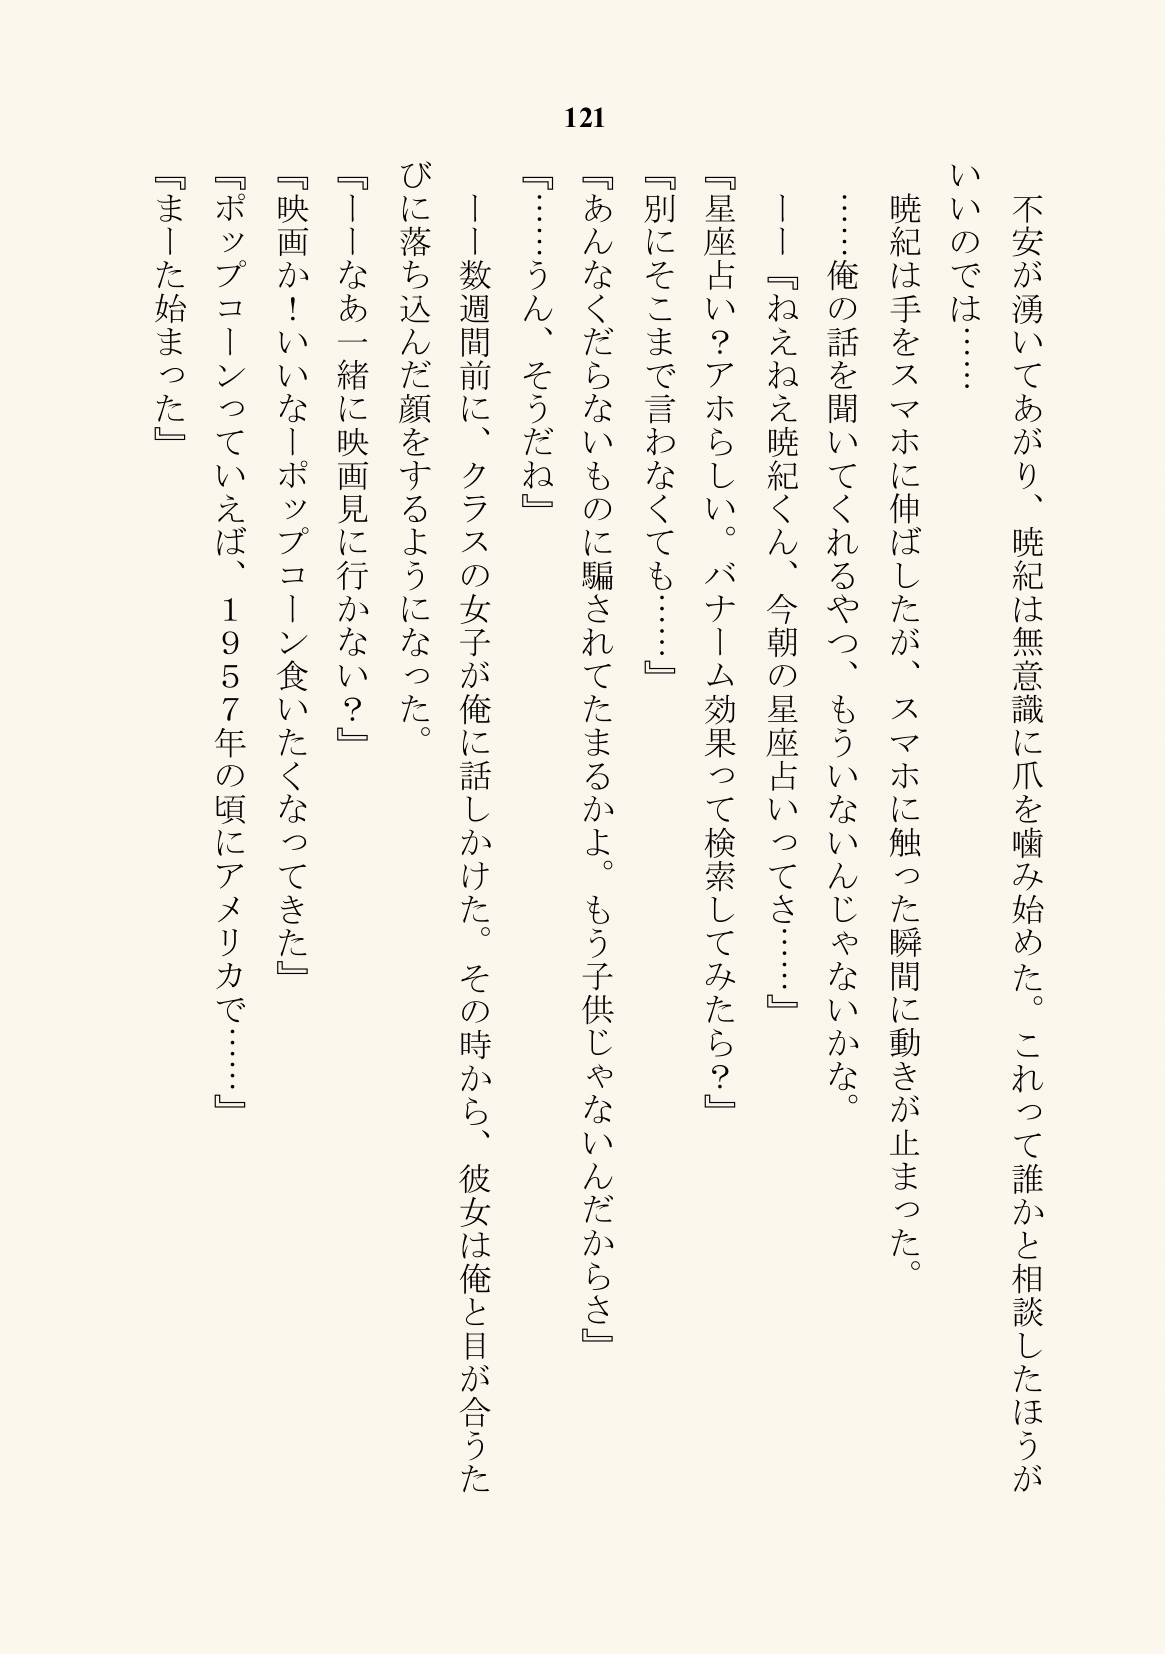 121
　不安が湧いてあがり、暁紀は無意識に爪を噛み始めた。これって誰かと相談したほうが
いいのでは……
　暁紀は手をスマホに伸ばしたが、スマホに触った瞬間に動きが止まった。
　……俺の話を聞いてくれるやつ、もういないんじゃないかな。
　ーー『ねえねえ暁紀くん、今朝の星座占いってさ……』
『星座占い？アホらしい。バナーム効果って検索してみたら？』
『別にそこまで言わなくても……』
『あんなくだらないものに騙されてたまるかよ。もう子供じゃないんだからさ』
『……うん、そうだね』
　ーー数週間前に、クラスの女子が俺に話しかけた。その時から、彼女は俺と目が合うた
びに落ち込んだ顔をするようになった。
『ーーなあ一緒に映画見に行かない？』
『映画か！いいなーポップコーン食いたくなってきた』
『ポップコーンっていえば、１９５７年の頃にアメリカで……』
『まーた始まった』